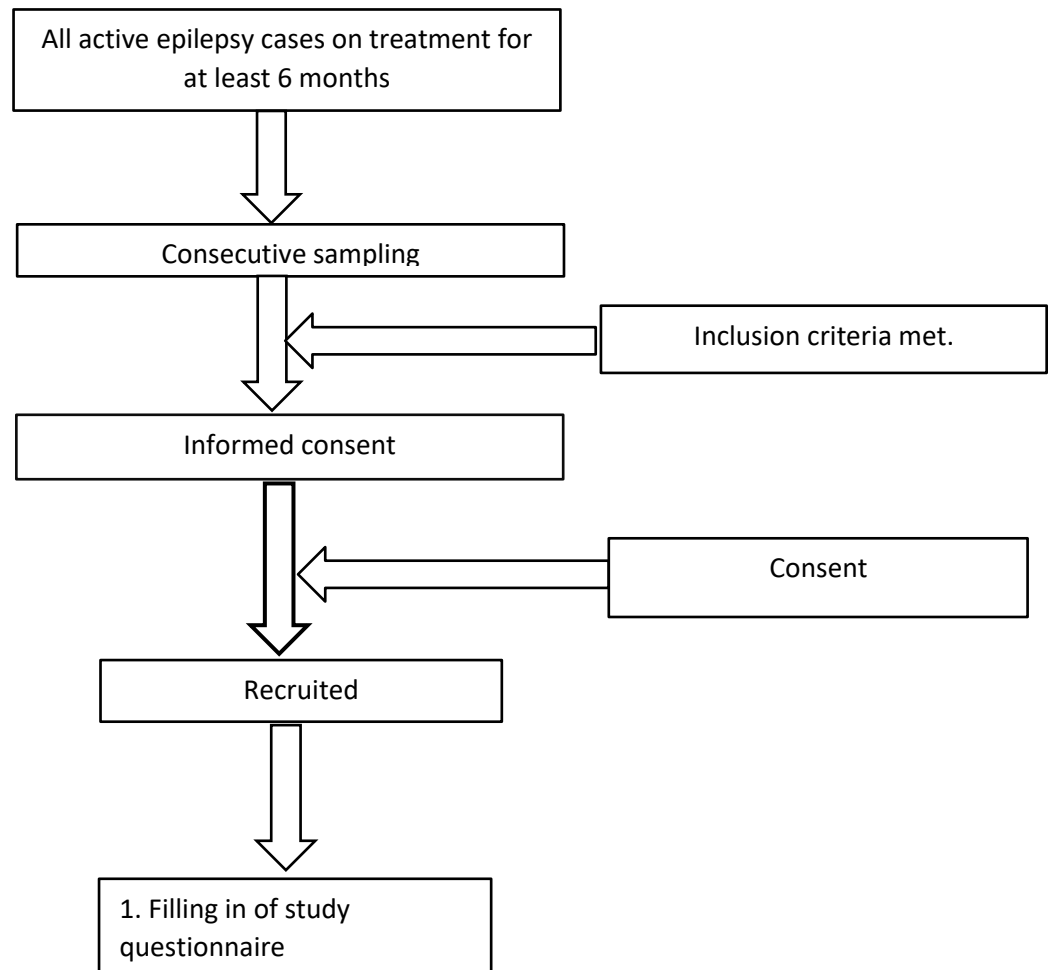 All active epilepsy cases on treatment for
at least 6 months
Consecutive sampling
Inclusion criteria met.
Informed consent
Consent
Recruited
1. Filling in of study
questionnaire